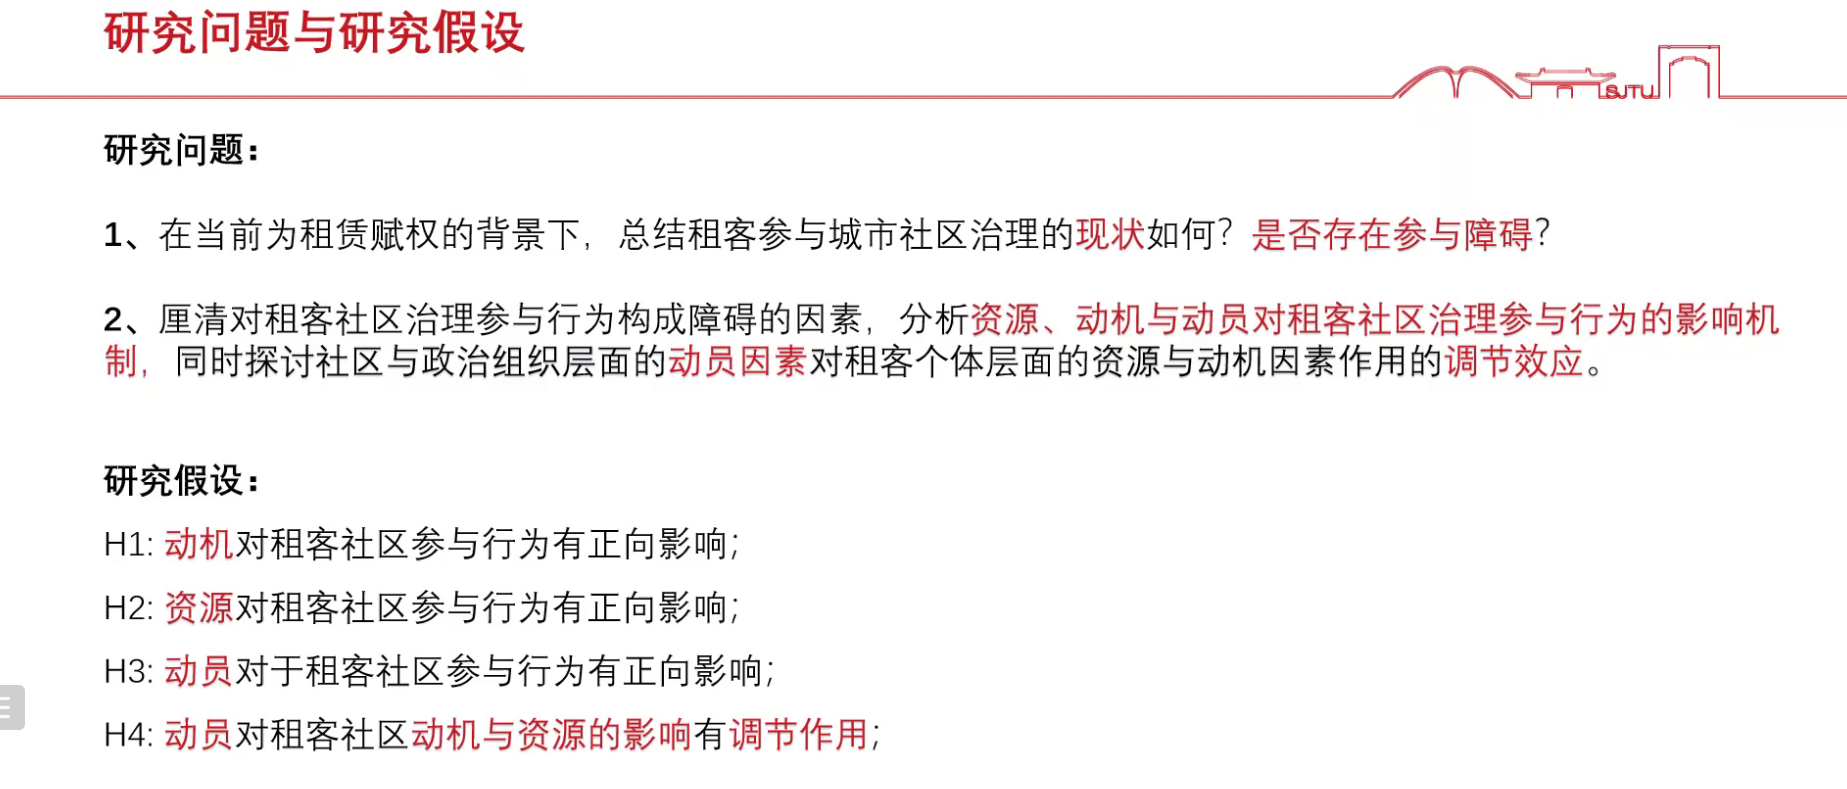 研究问题与研究假设
SJTU
研究问题：
1、在当前为租赁赋权的背景下，总结租客参与城市社区治理的现状如何？是否存在参与障碍？
2、厘清对租客社区治理参与行为构成障碍的因素，分析资源、动机与动员对租客社区治理参与行为的影响机
制，同时探讨社区与政治组织层面的动员因素对租客个体层面的资源与动机因素作用的调节效应。
研究假设：
H1: 动机对租客社区参与行为有正向影响；
H2: 资源对租客社区参与行为有正向影响；
H3: 动员对于租客社区参与行为有正向影响；
H4: 动员对租客社区动机与资源的影响有调节作用；